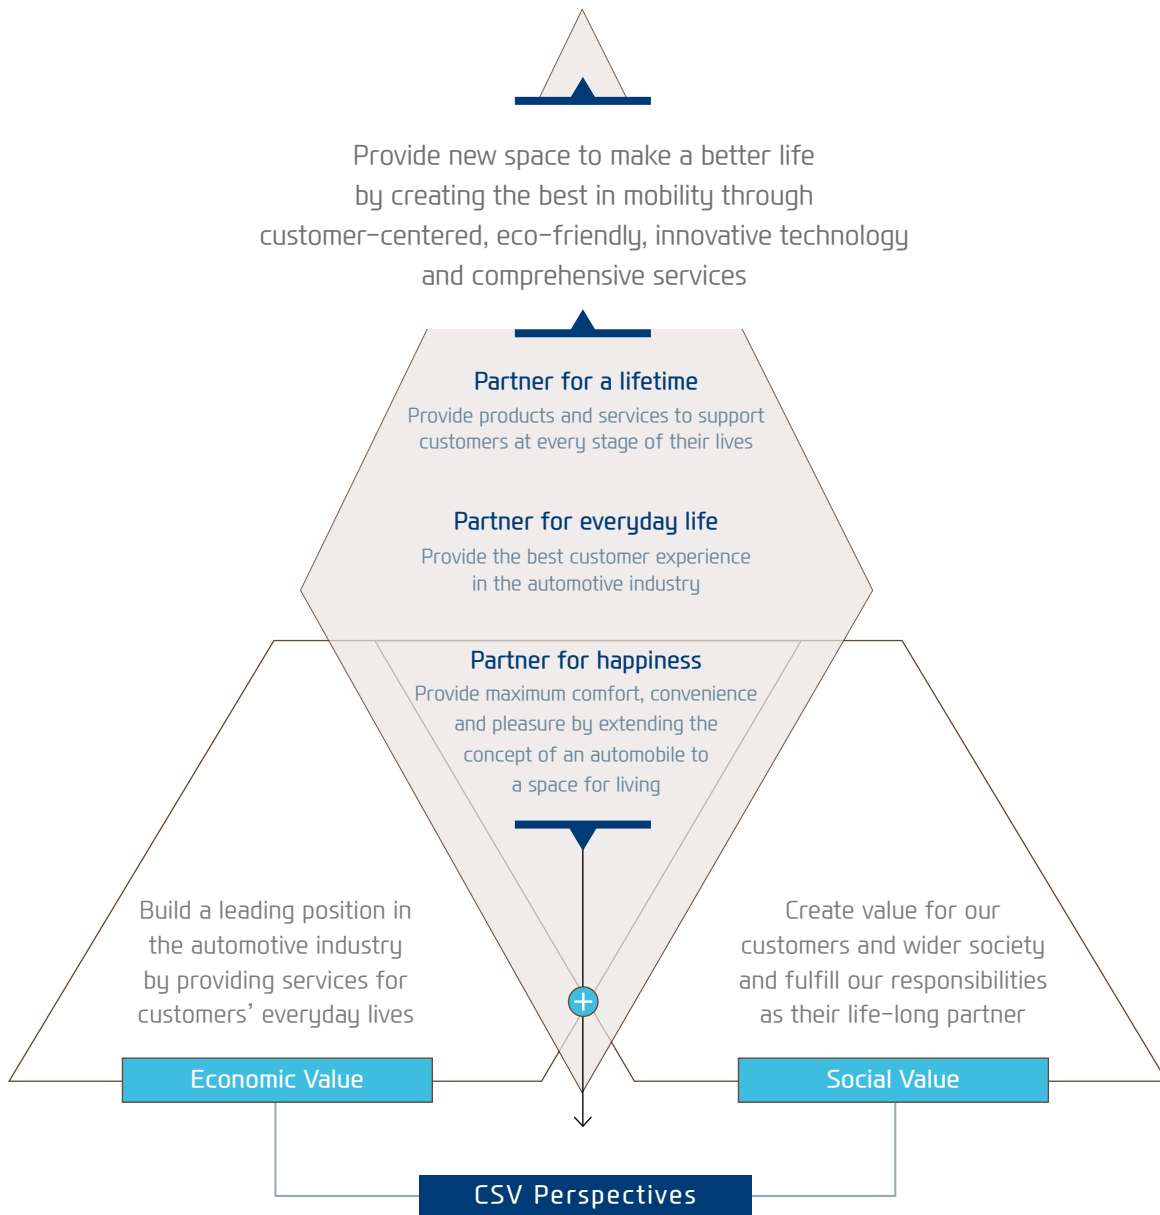 Provide new space to make a better life
by creating the best in mobility through
customer-centered, eco-friendly, innovative technology
and comprehensive services
Partner for a lifetime
Provide products and services to support
customers at every stage of their lives
Partner for everyday life
Provide the best customer experience
in the automotive industry
Partner for happiness
Provide maximum comfort, convenience
and pleasure by extending the
concept of an automobile to
a space for living
Build a leading position in
the automotive industry
by providing services for
customers’ everyday lives
Economic Value
Create value for our
customers and wider society
and fulfill our responsibilities
as their life-long partner
Social Value
CSV Perspectives